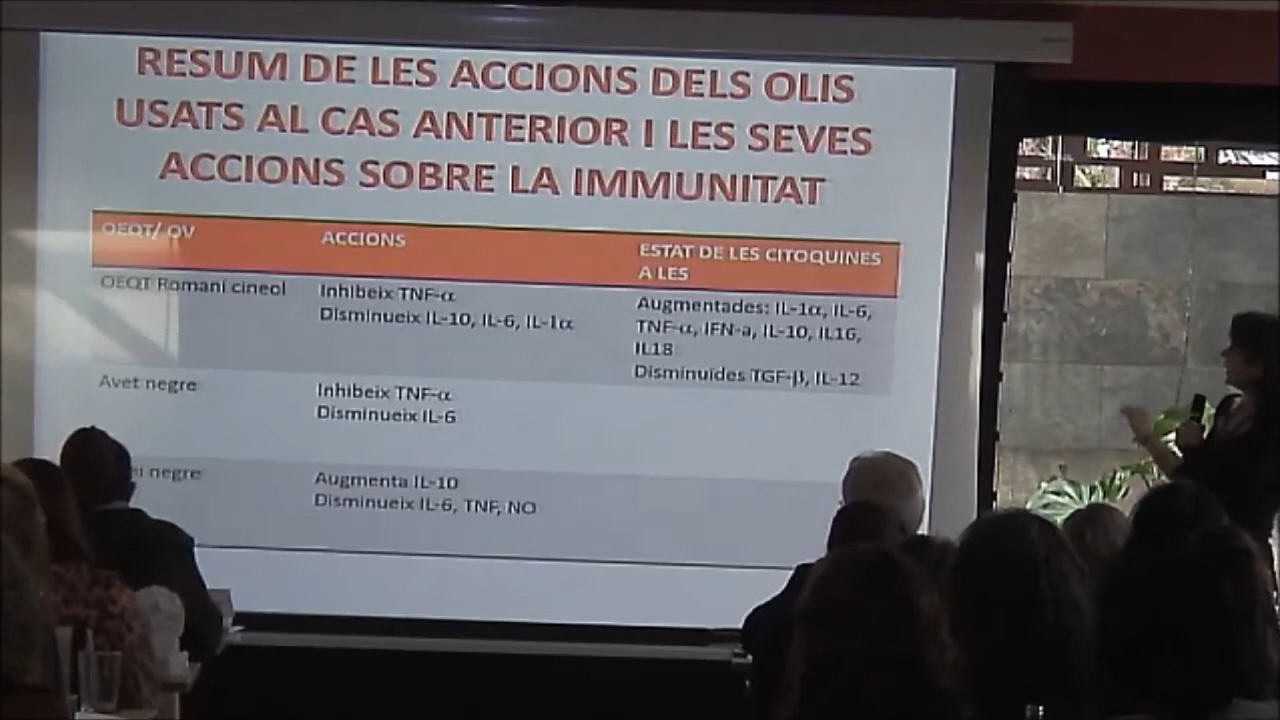 RESUM DE LES ACCIONS DELS OLIS
USATS AL CAS ANTERIOR I LES SEVES
ACCIONS SOBRE LA IMMUNITAT
OEQT/ OV
ACCIONS
ESTAT DE LES CITOQUINES
A LES
OEQT Romaní cineol
Inhibeix TNF-α
Disminueix IL-10, IL-6, IL-1α
Augmentades: IL-1α, IL-6,
TNF-α, IFN-a, IL-10, IL16,
IL18
Disminuïdes TGF-β, IL-12
Avet negre
Inhibeix TNF-α
Disminueix IL-6
negre
Augmenta IL-10
Disminueix IL-6, TNF, NO